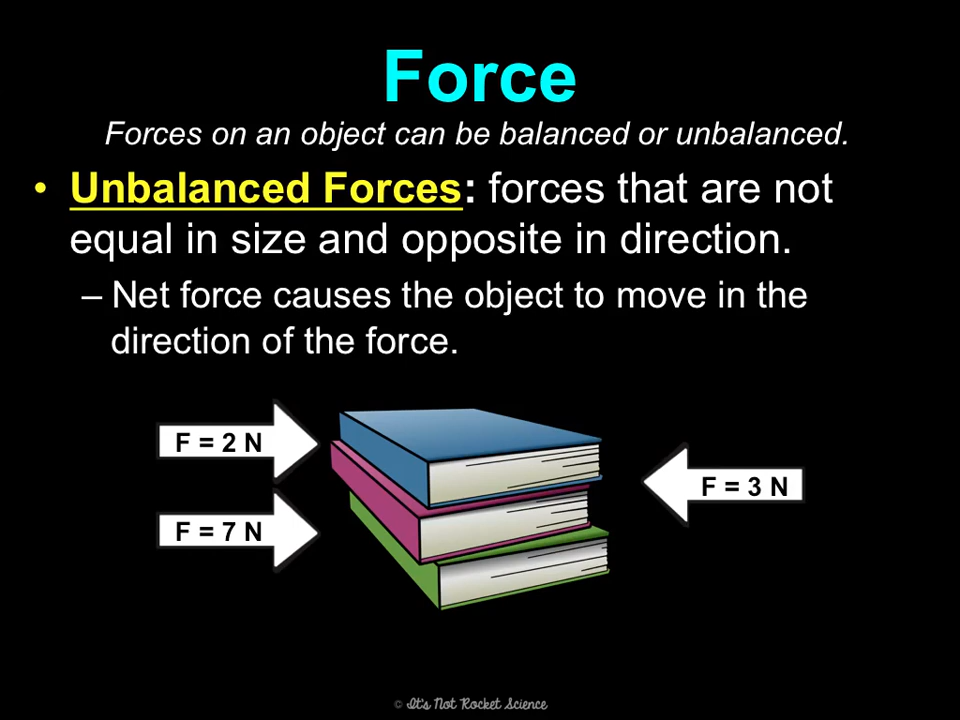 Force
Forces on an object can be balanced or unbalanced.
• Unbalanced Forces: forces that are not
equal in size and opposite in direction.
– Net force causes the object to move in the
direction of the force.
F = 2 N
F = 3 N
F = 7 N
© It's Not Rocket Science